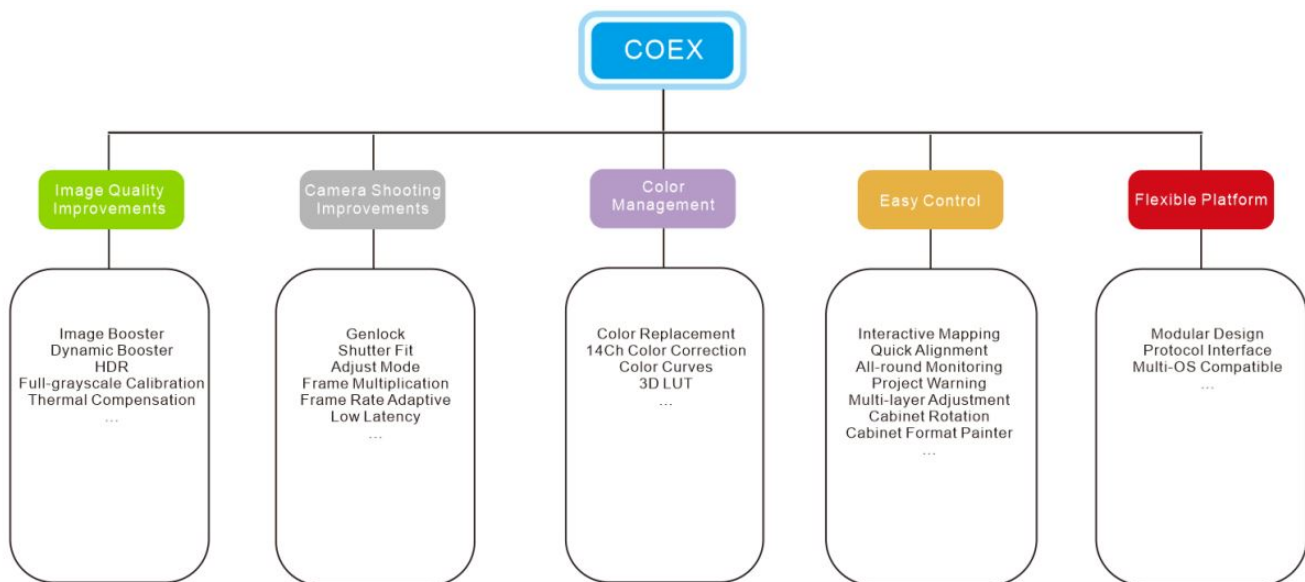 COEX
Image Quality
Improvements
Camera Shooting
Improvements
Color
Management
Easy Control
Flexible Platform
Image Booster
Dynamic Booster
HDR
Full-grayscale Calibration
Thermal Compensation
...
Genlock
Shutter Fit
Adjust Mode
Frame Multiplication
Frame Rate Adaptive
Low Latency
...
Color Replacement
14Ch Color Correction
Color Curves
3D LUT
...
Interactive Mapping
Quick Alignment
All-round Monitoring
Project Warning
Multi-layer Adjustment
Cabinet Rotation
Cabinet Format Painter
...
Modular Design
Protocol Interface
Multi-OS Compatible
...